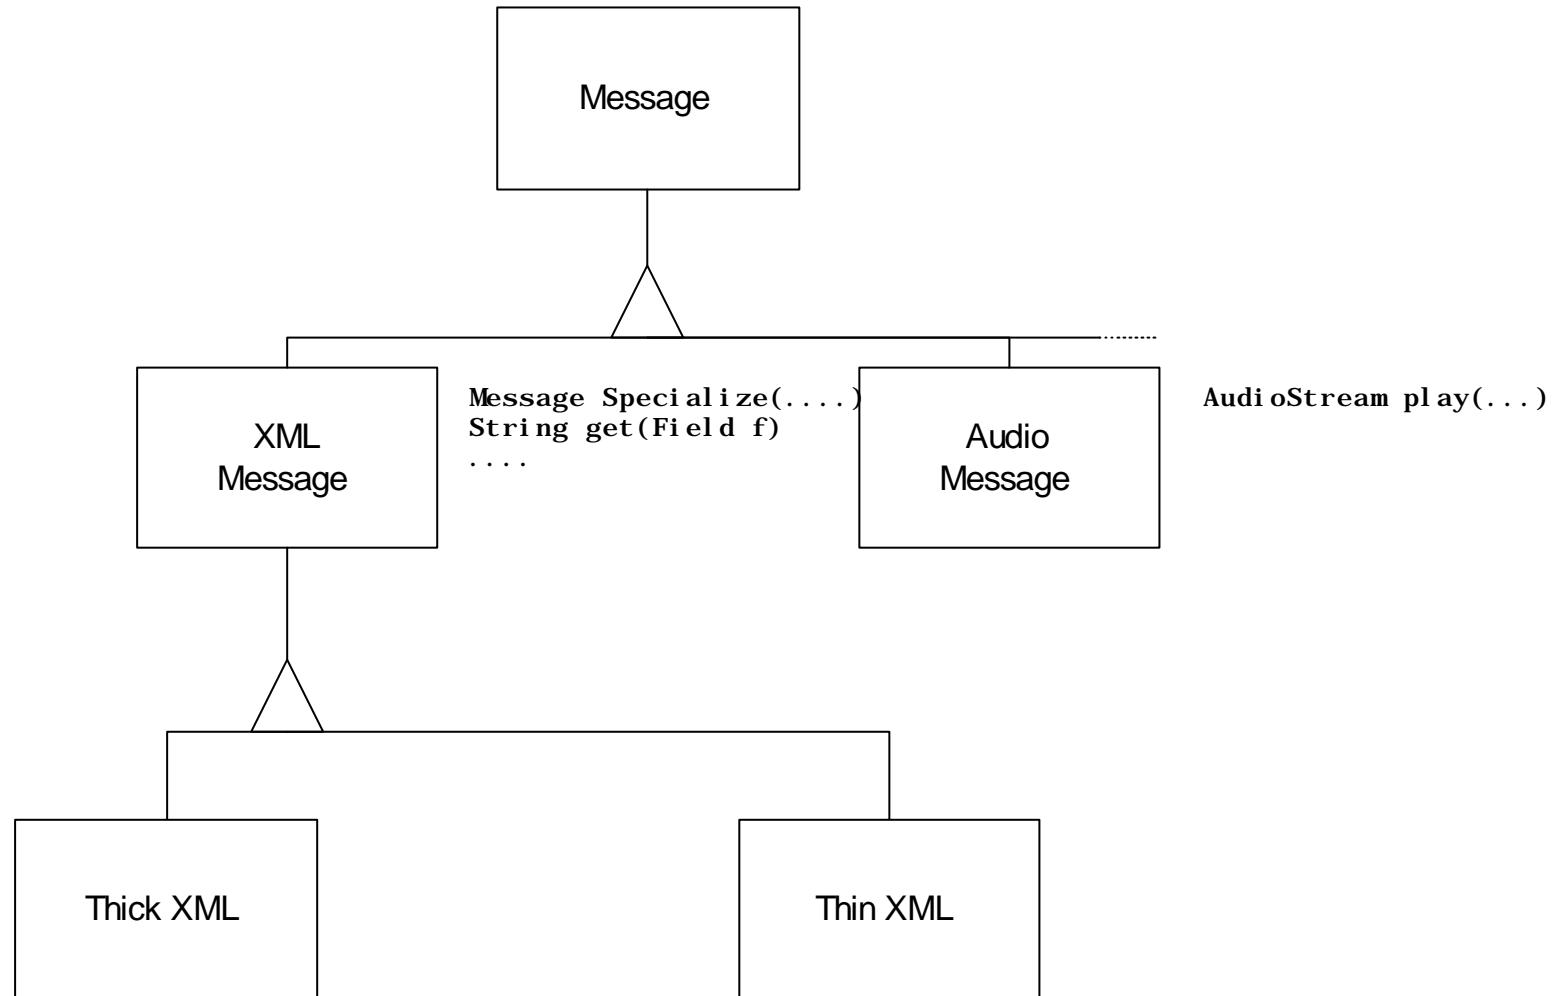 Message
XML
Message
Message Specialize(....)
String get(Field f)
....
Audio
Message
AudioStream play(...)
Thick XML
Thin XML